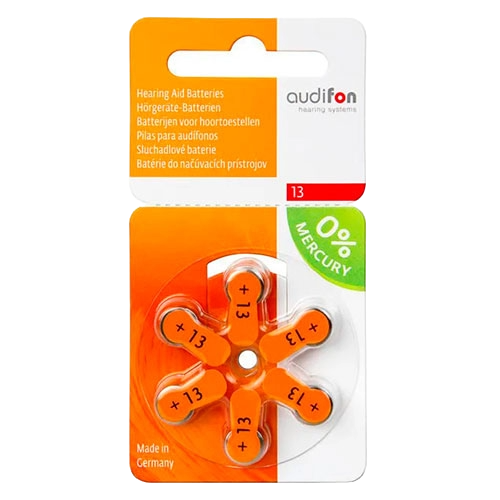 Hearing Aid Batteries
Hörgeräte-Batterien
Batterijen voor hoortoestellen
Pilas para audífonos
Sluchadlové baterie
Batérie do načúvacích prístrojov
audifon
hearing systems
13
0%
MERCURY
+ 13
+ 13
+ 13
+ 13
+ 13
+ 13
Made in
Germany